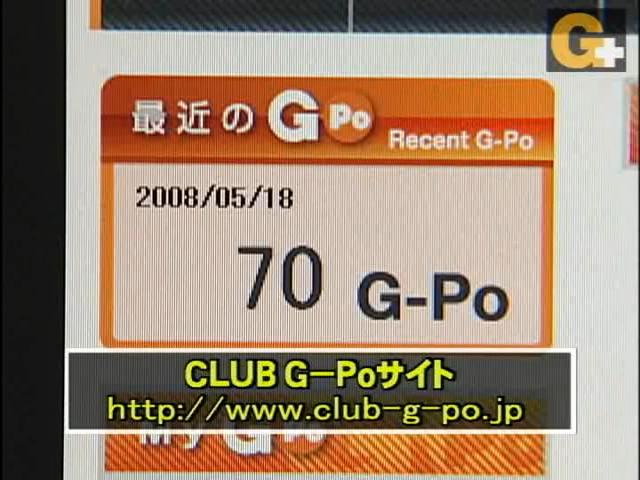 G+
最近の G Po
Recent G-Po
2008/05/18
70 G-Po
CLUB G−Poサイト
http://www.club-g-po.jp
My G Po